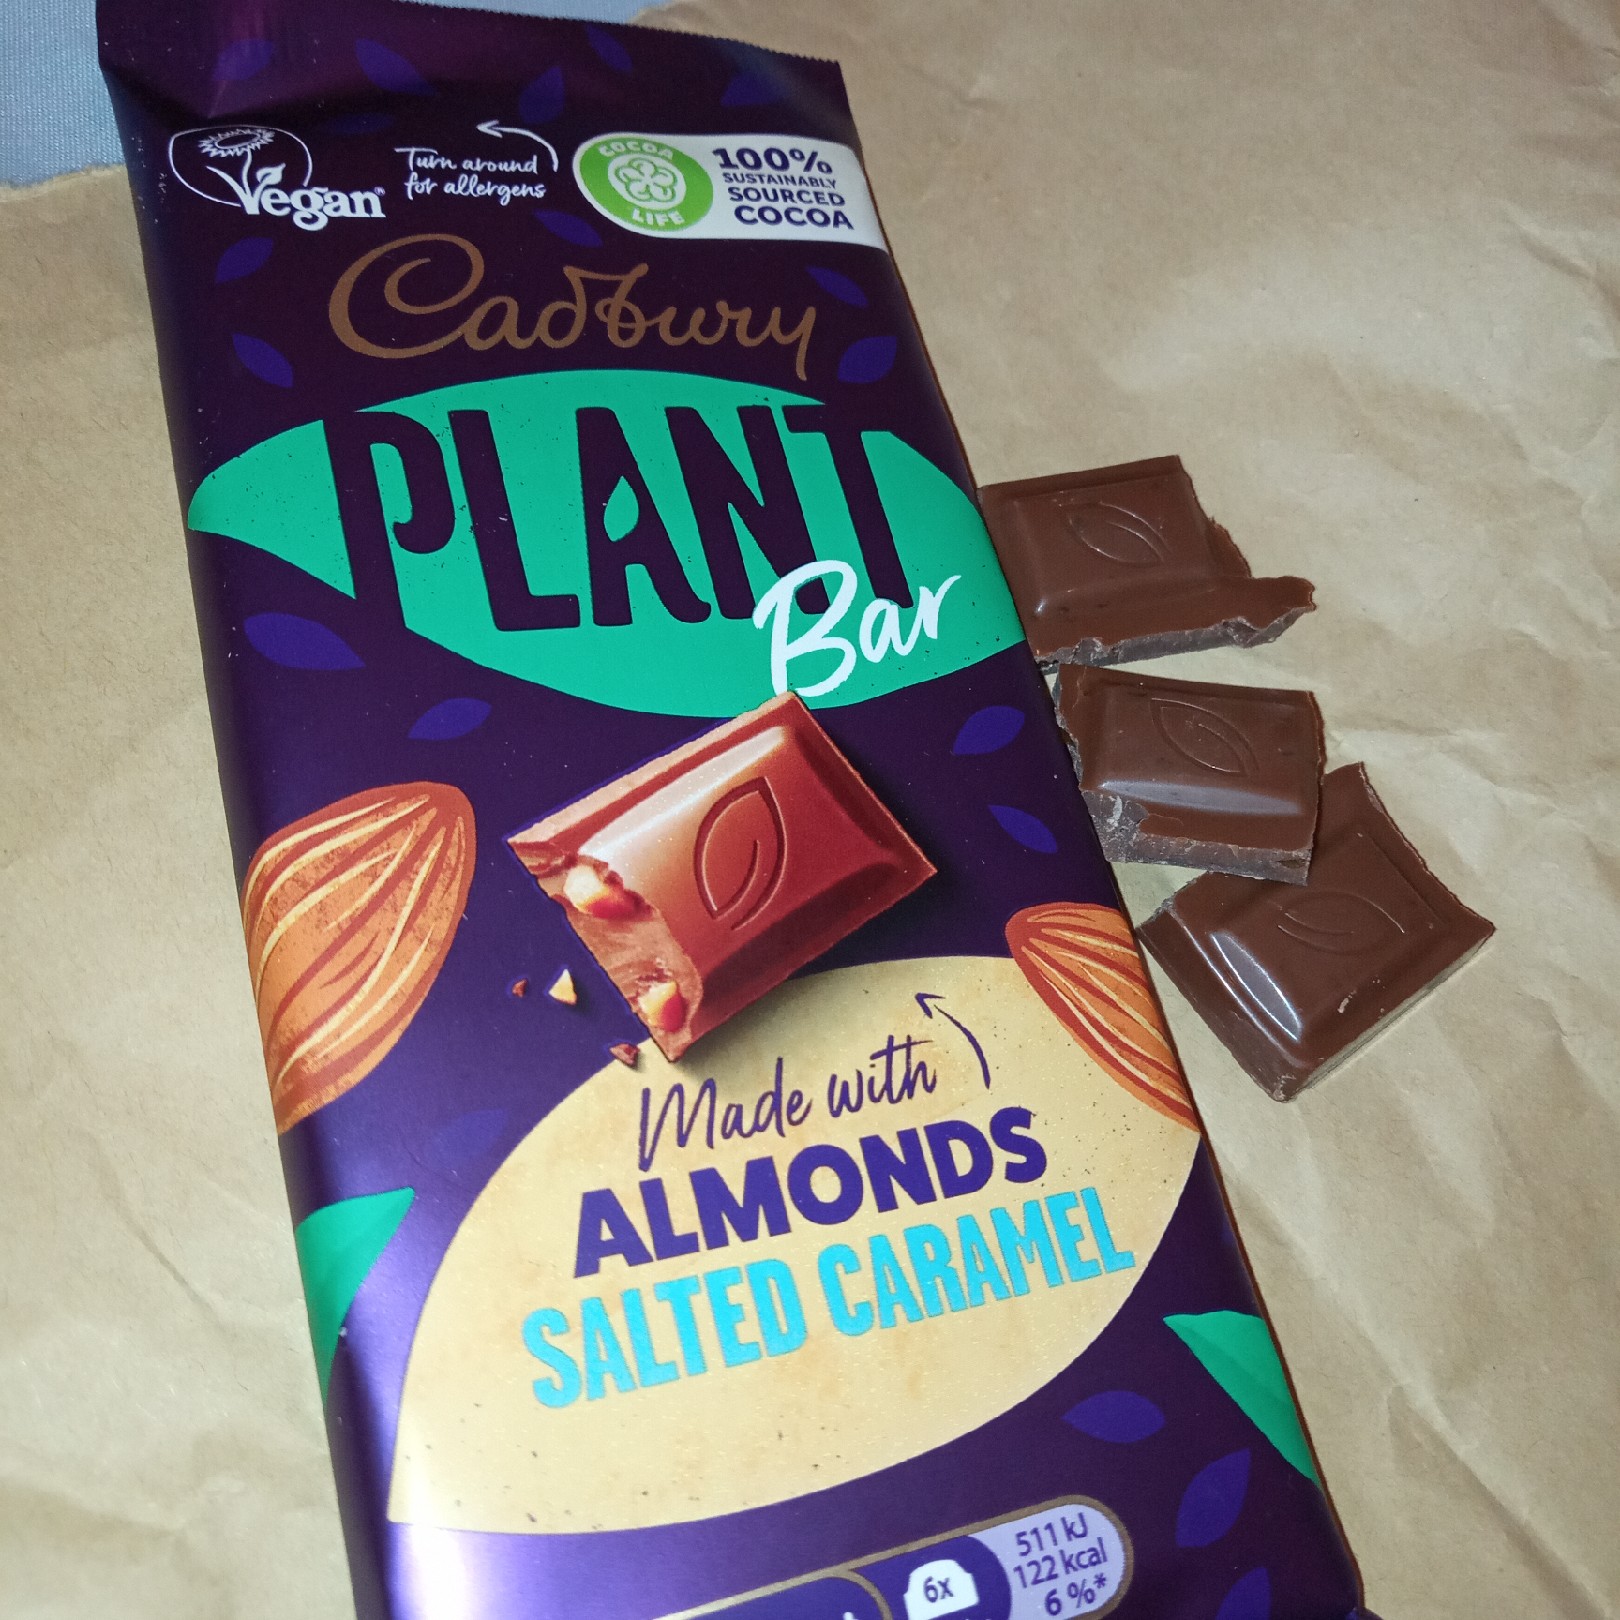 Vegan
Turn around
for allergens
COCOA
LIFE
100%
SUSTAINABLY
SOURCED
COCOA
Cadbury
PLANT
Bar
Made with
ALMONDS
SALTED CARAMEL
6x
511 kJ
122 kcal
6 %*